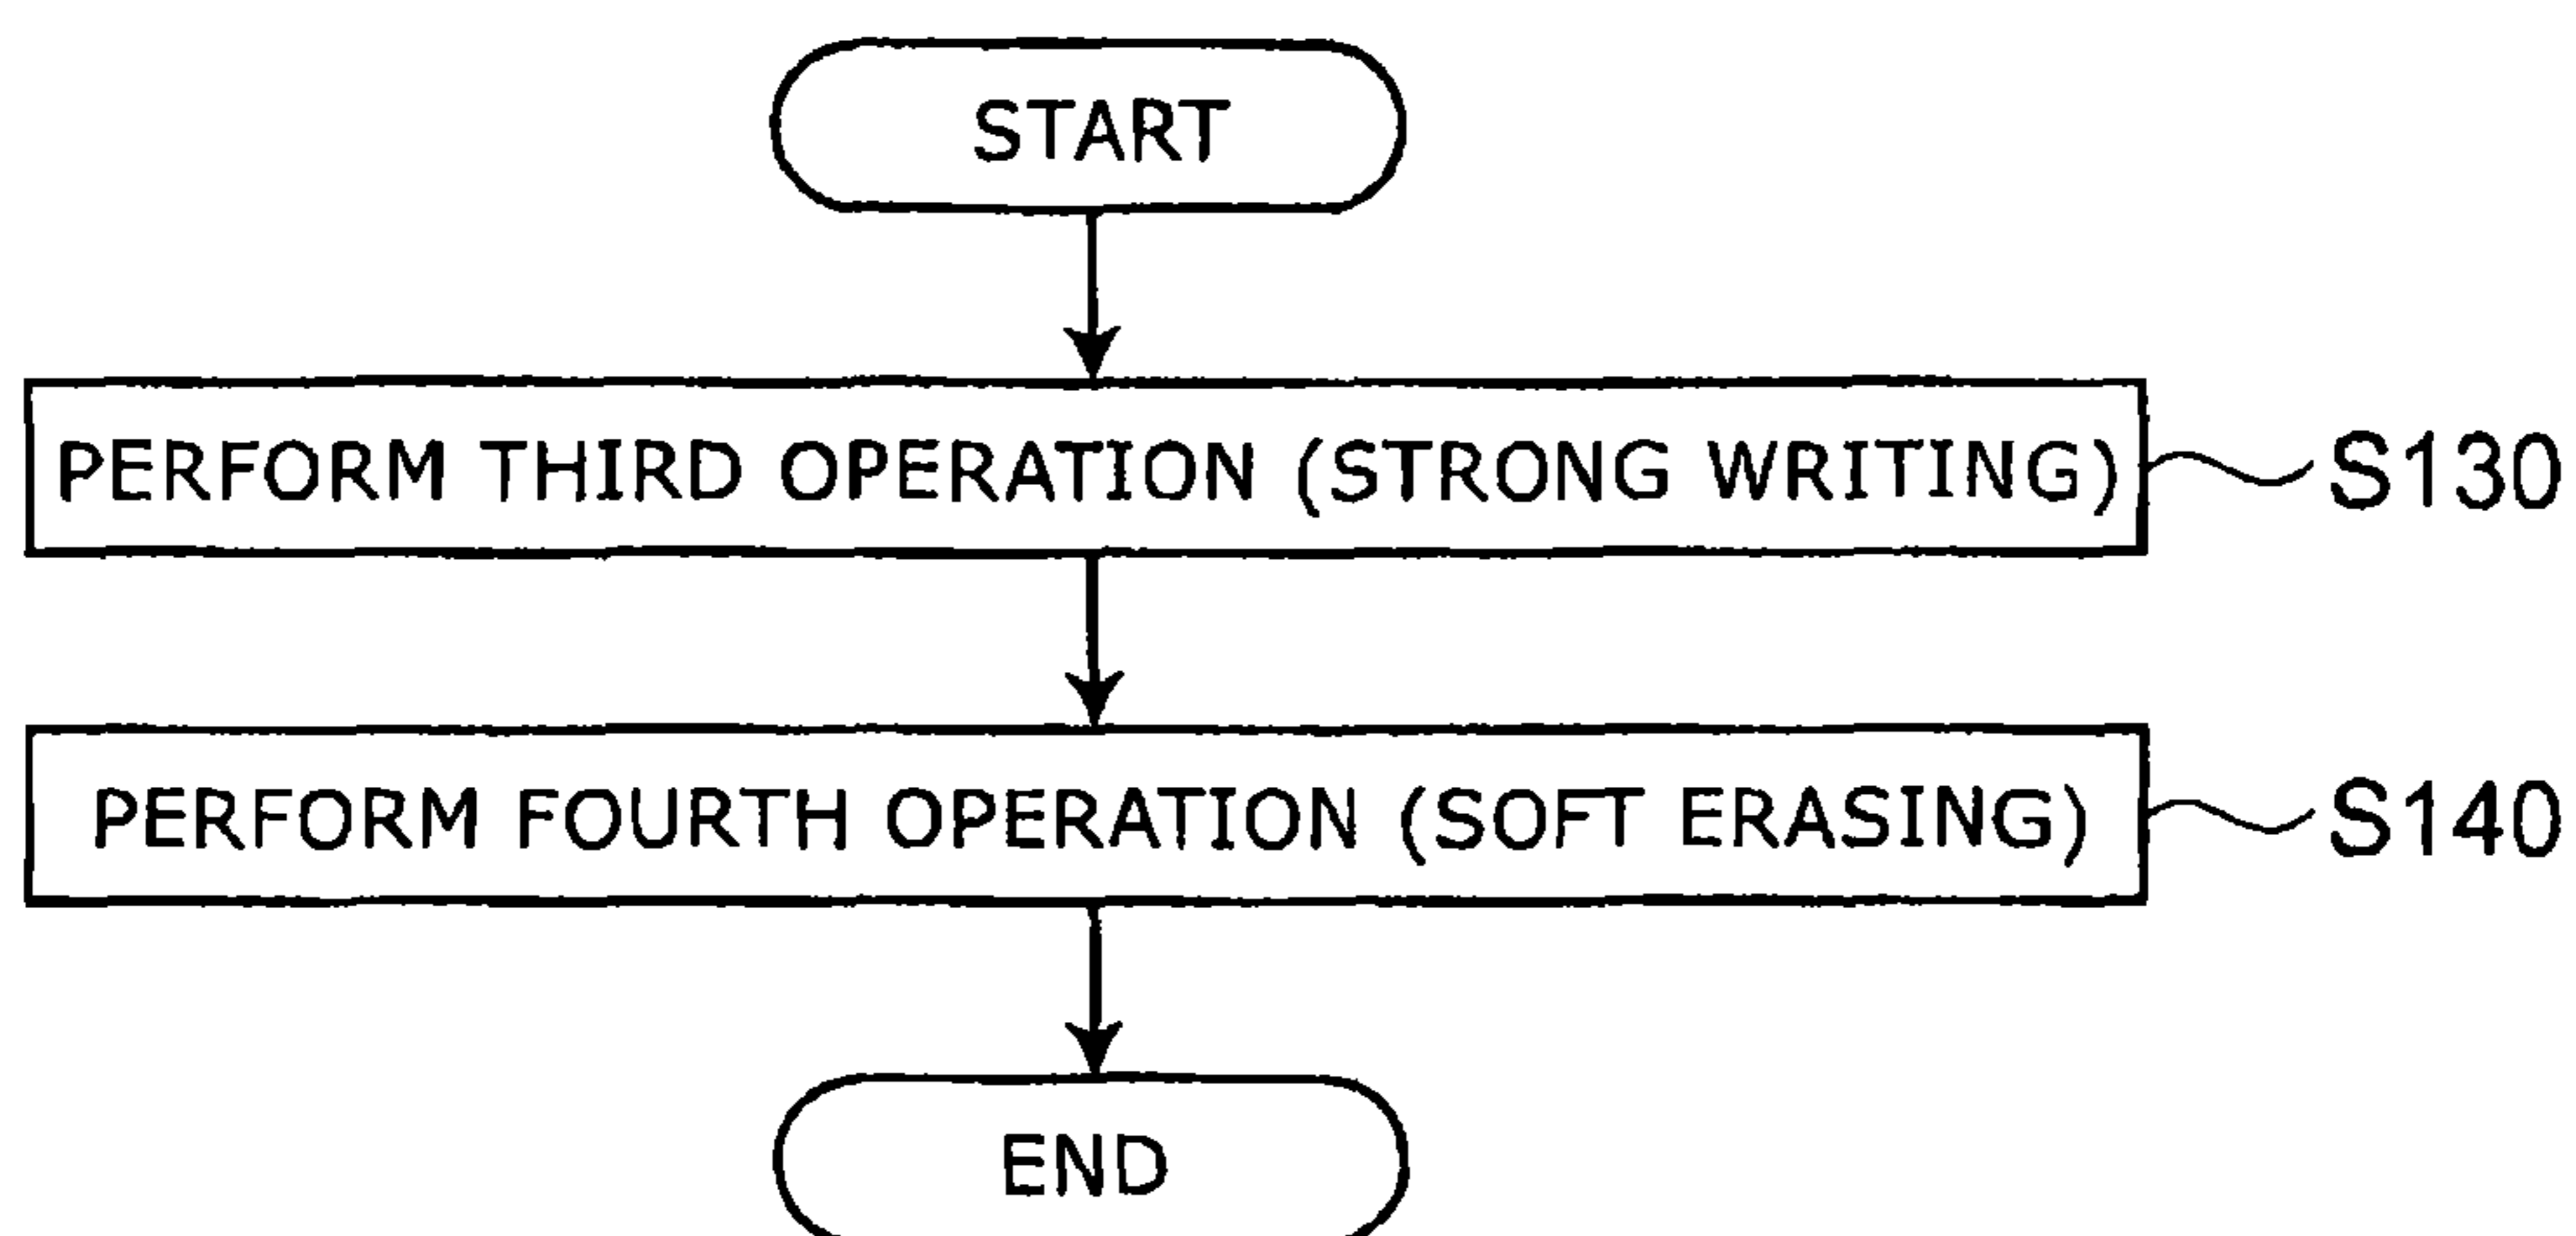 START
PERFORM THIRD OPERATION (STRONG WRITING) S130
PERFORM FOURTH OPERATION (SOFT ERASING) S140
END